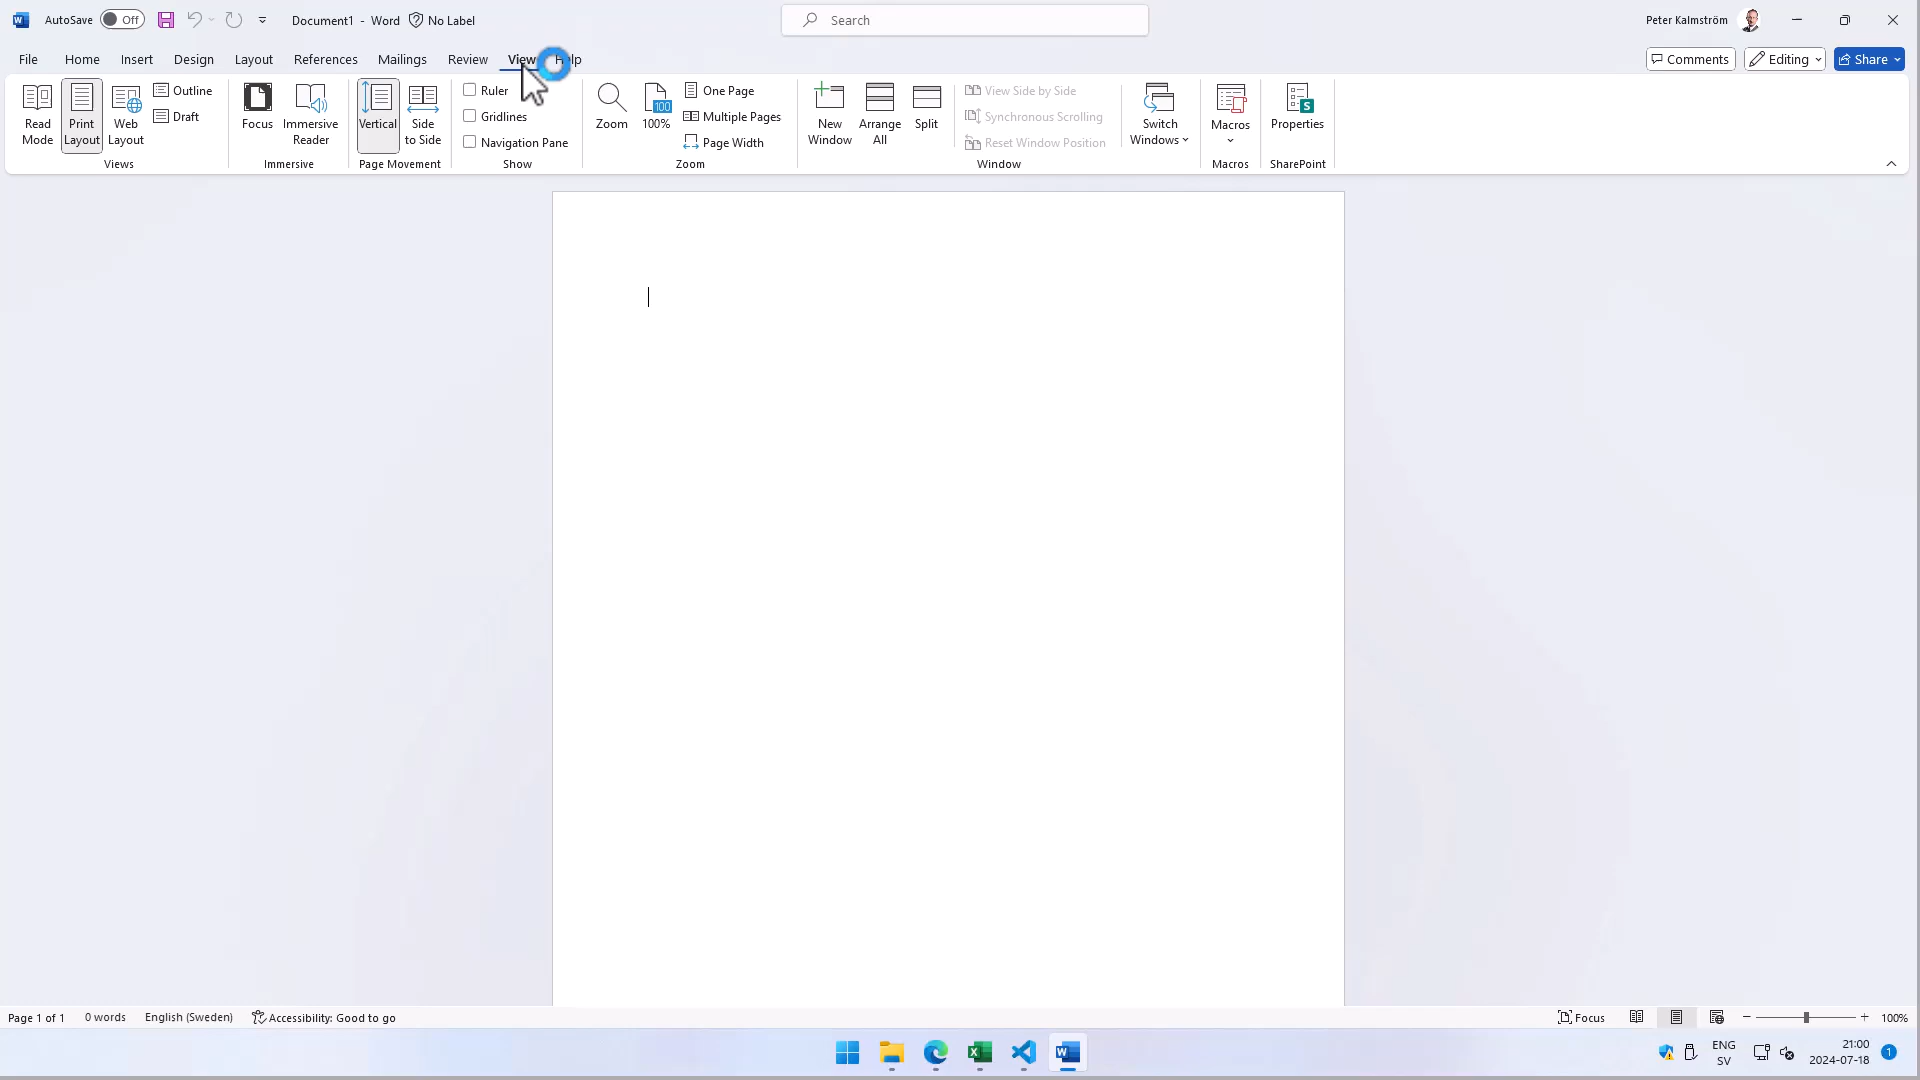 AutoSave Off Document1 - Word No Label Search Peter Kalmström
File Home Insert Design Layout References Mailings Review View Help Comments Editing Share
Read Mode Print Layout Web Layout Outline Draft Focus Immersive Reader Vertical Side to Side Ruler Gridlines Navigation Pane Zoom 100 100% One Page Multiple Pages Page Width New Window Arrange All Split View Side by Side Synchronous Scrolling Reset Window Position Switch Windows Macros S Properties
Views Immersive Page Movement Show Zoom Window Macros SharePoint
Page 1 of 1 0 words English (Sweden) Accessibility: Good to go Focus 100%
ENG 21:00
SV 2024-07-18 1